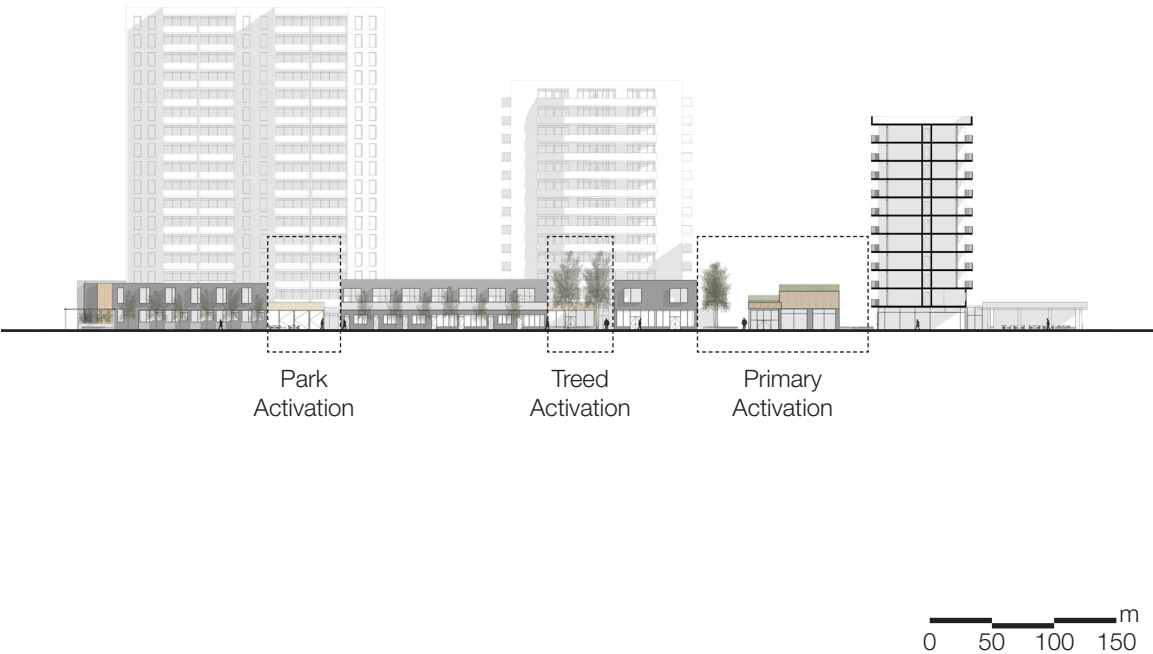 Park
Activation
Treed
Activation
Primary
Activation
m
0 50 100 150